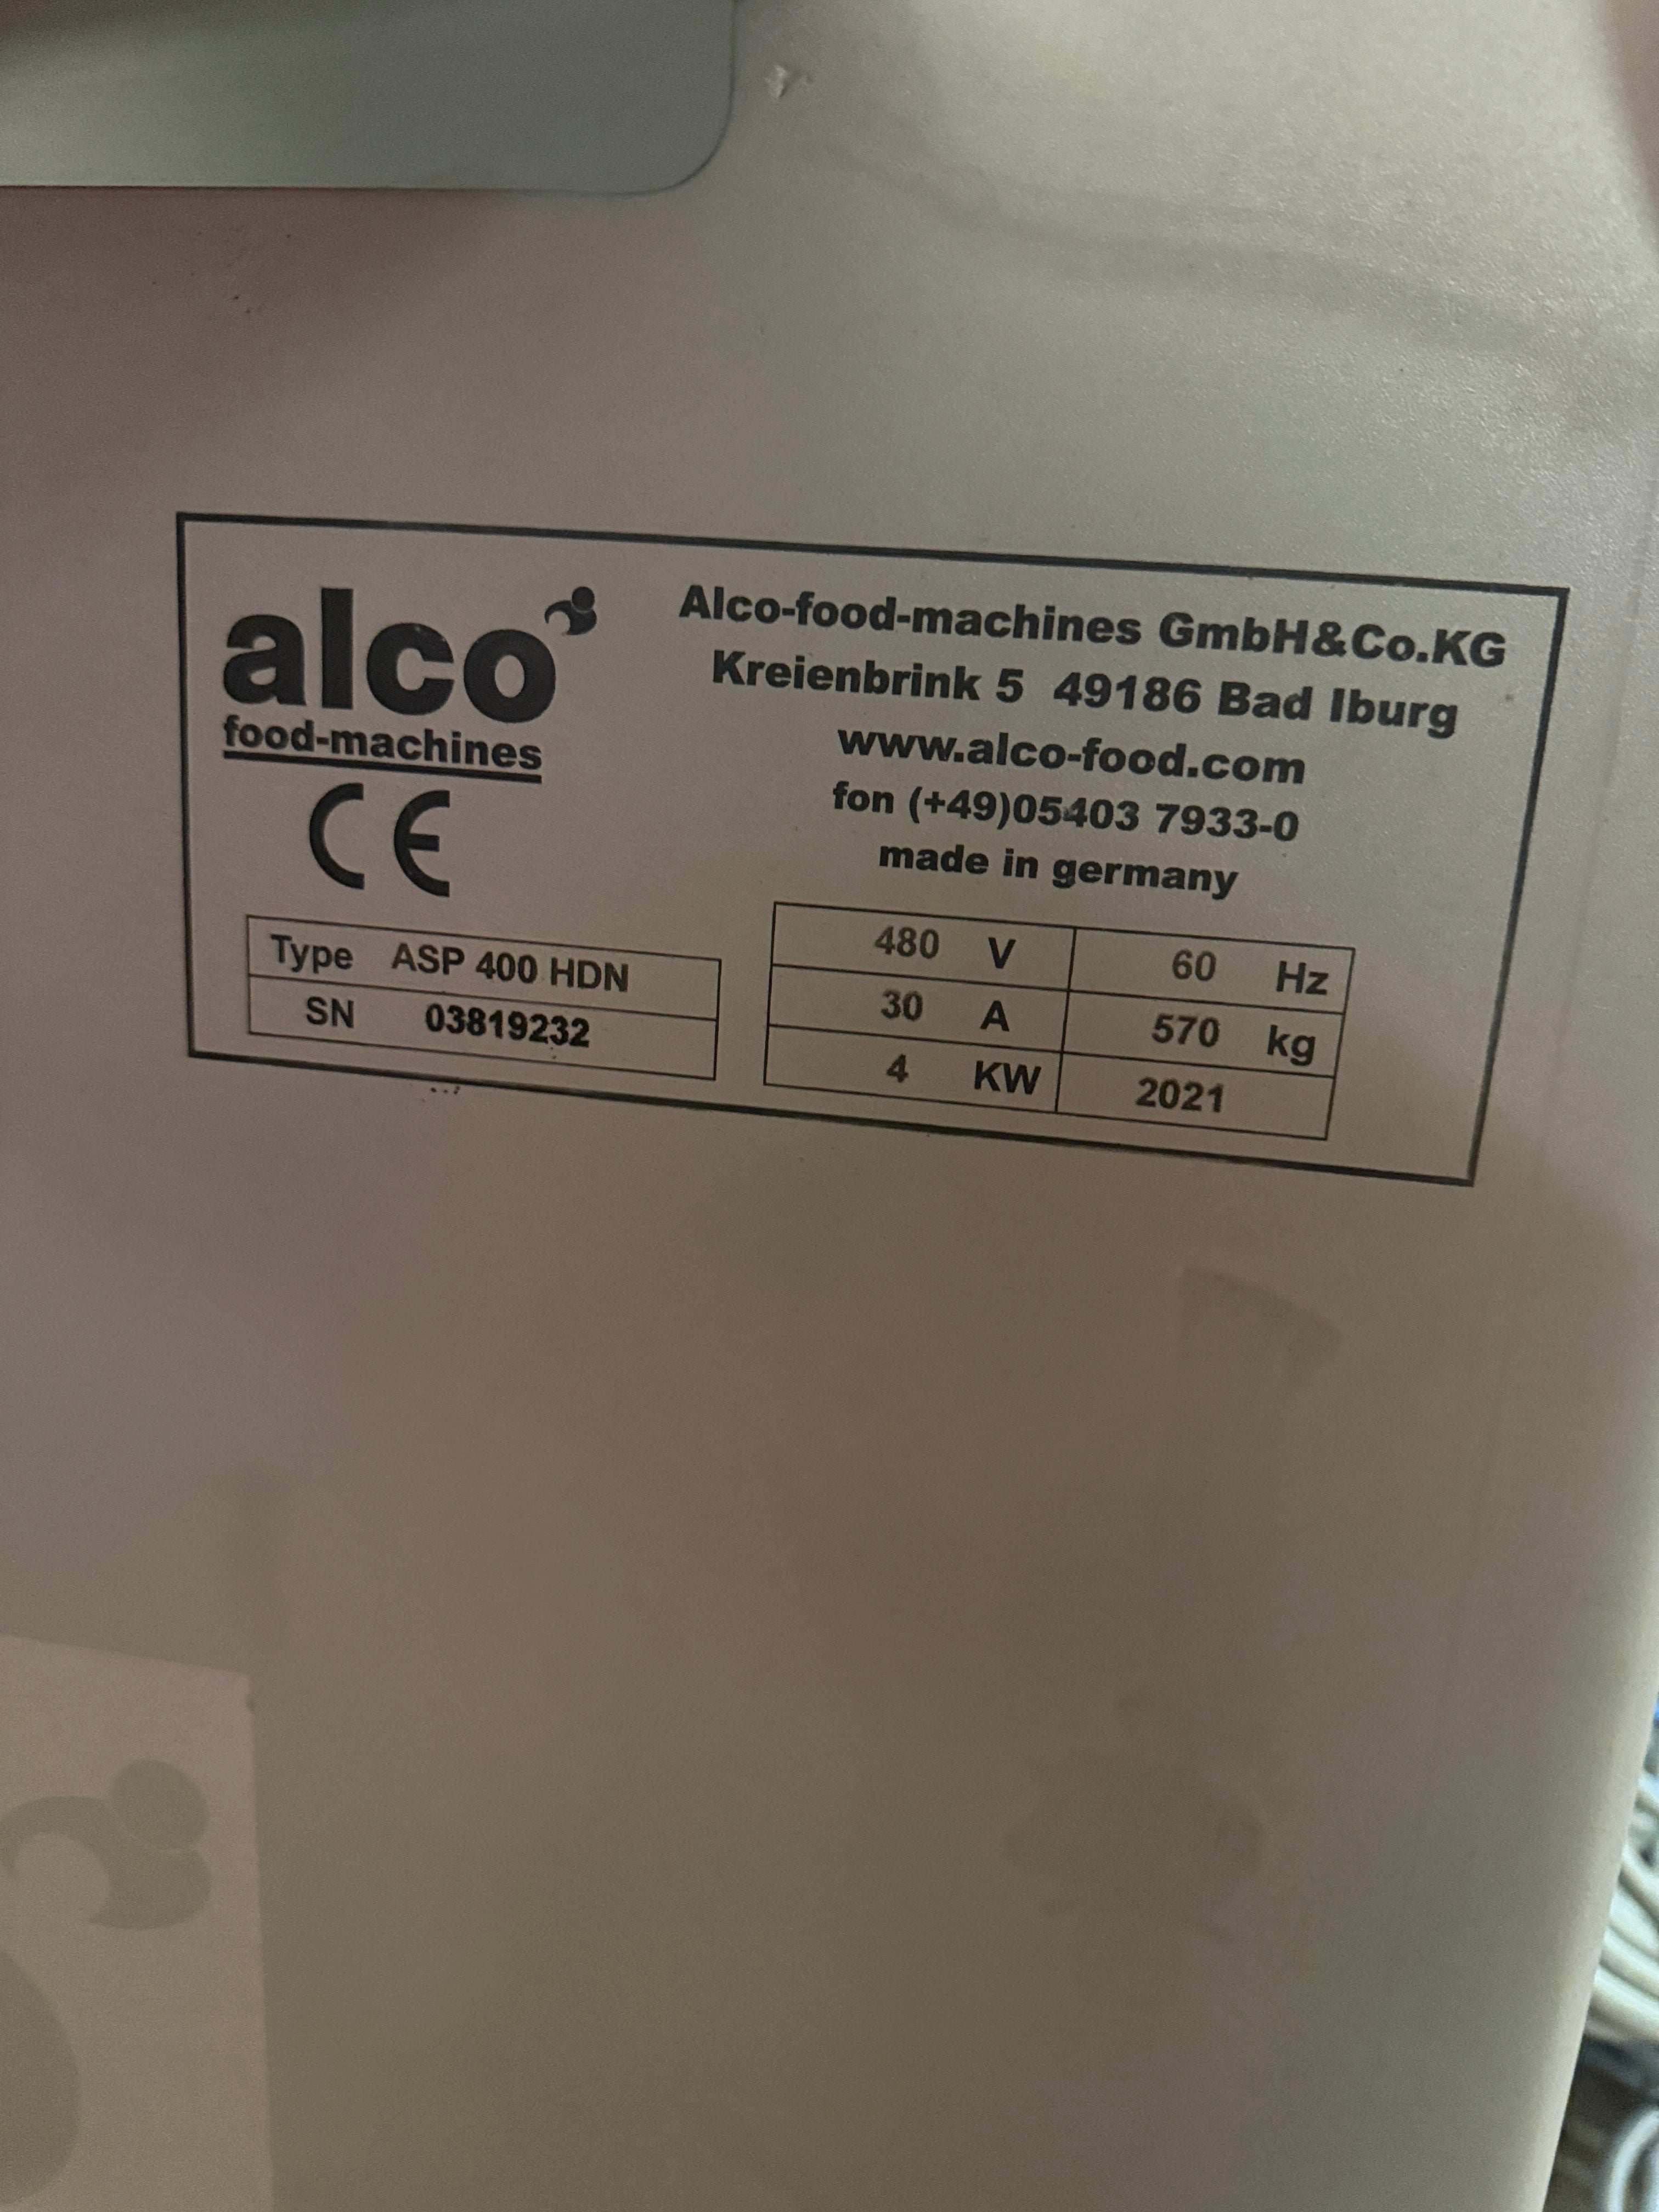 alco
food-machines
CE
Alco-food-machines GmbH&Co.KG
Kreienbrink 5 49186 Bad Iburg
www.alco-food.com
fon (+49)05403 7933-0
made in germany
Type ASP 400 HDN
SN 03819232
480 V 60 Hz
30 A 570 kg
4 KW 2021